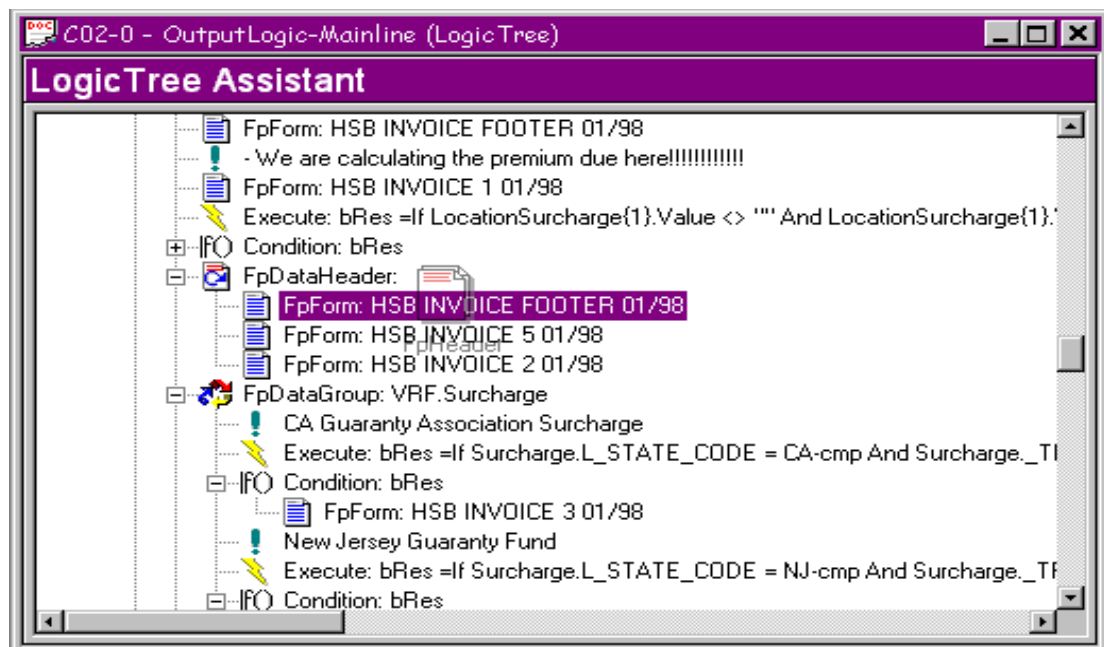 C02-0 - OutputLogic-Mainline (LogicTree)
LogicTree Assistant
FpForm: HSB INVOICE FOOTER 01/98
- We are calculating the premium due here!!!!!!!!!!!!
FpForm: HSB INVOICE 1 01/98
Execute: bRes =If LocationSurcharge{1}.Value <> "" And LocationSurcharge{1}.
If() Condition: bRes
FpDataHeader:
FpForm: HSB INVOICE FOOTER 01/98
FpForm: HSB INVOICE 5 01/98
FpHeader
FpForm: HSB INVOICE 2 01/98
FpDataGroup: VRF.Surcharge
CA Guaranty Association Surcharge
Execute: bRes =If Surcharge.L_STATE_CODE = CA-cmp And Surcharge._
If() Condition: bRes
FpForm: HSB INVOICE 3 01/98
New Jersey Guaranty Fund
Execute: bRes =If Surcharge.L_STATE_CODE = NJ-cmp And Surcharge._
If() Condition: bRes